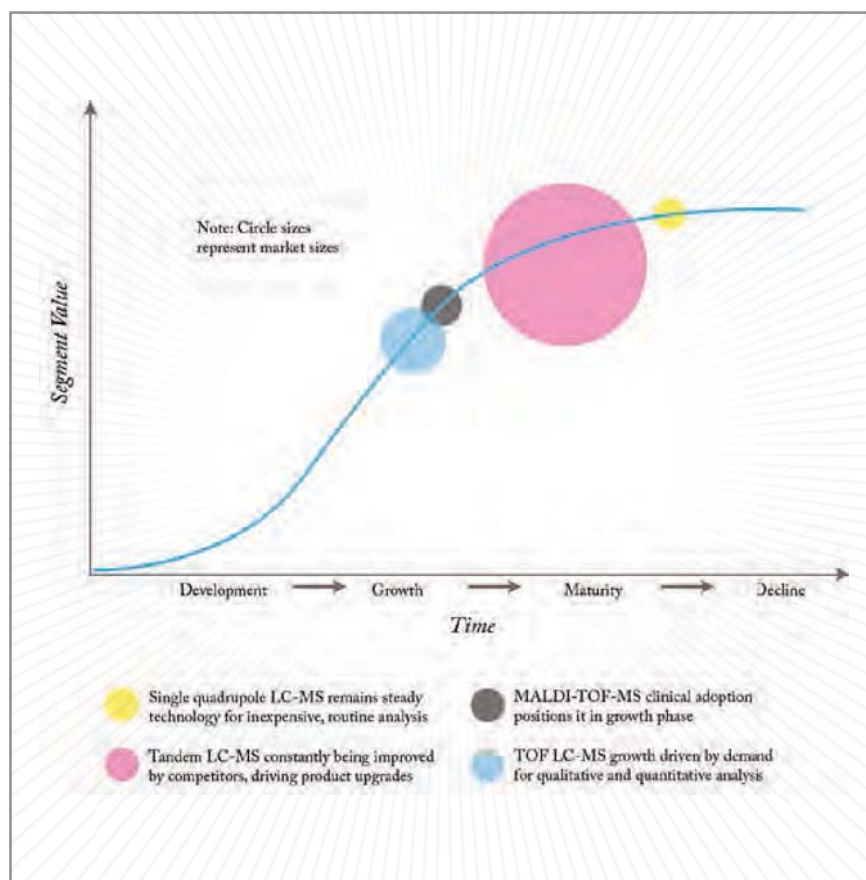 Note: Circle sizes
represent market sizes
Segment Value
Development
Growth
Maturity
Decline
Time
Single quadrupole LC-MS remains steady
technology for inexpensive, routine analysis
MALDI-TOF-MS clinical adoption
positions it in growth phase
Tandem LC-MS constantly being improved
by competitors, driving product upgrades
TOF LC-MS growth driven by demand
for qualitative and quantitative analysis